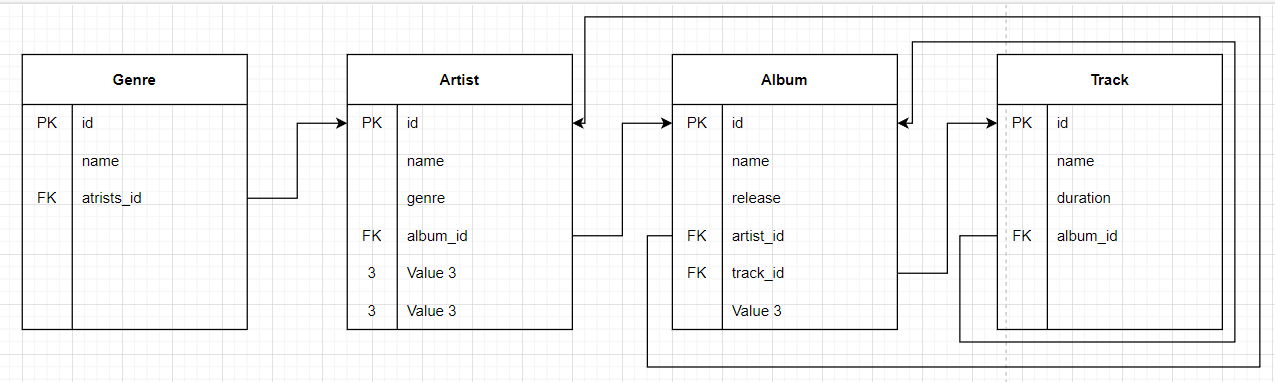 Genre
PK id
name
FK atrists_id
Artist
PK id
name
genre
FK album_id
3 Value 3
3 Value 3
Album
PK id
name
release
FK artist_id
FK track_id
Value 3
Track
PK id
name
duration
FK album_id